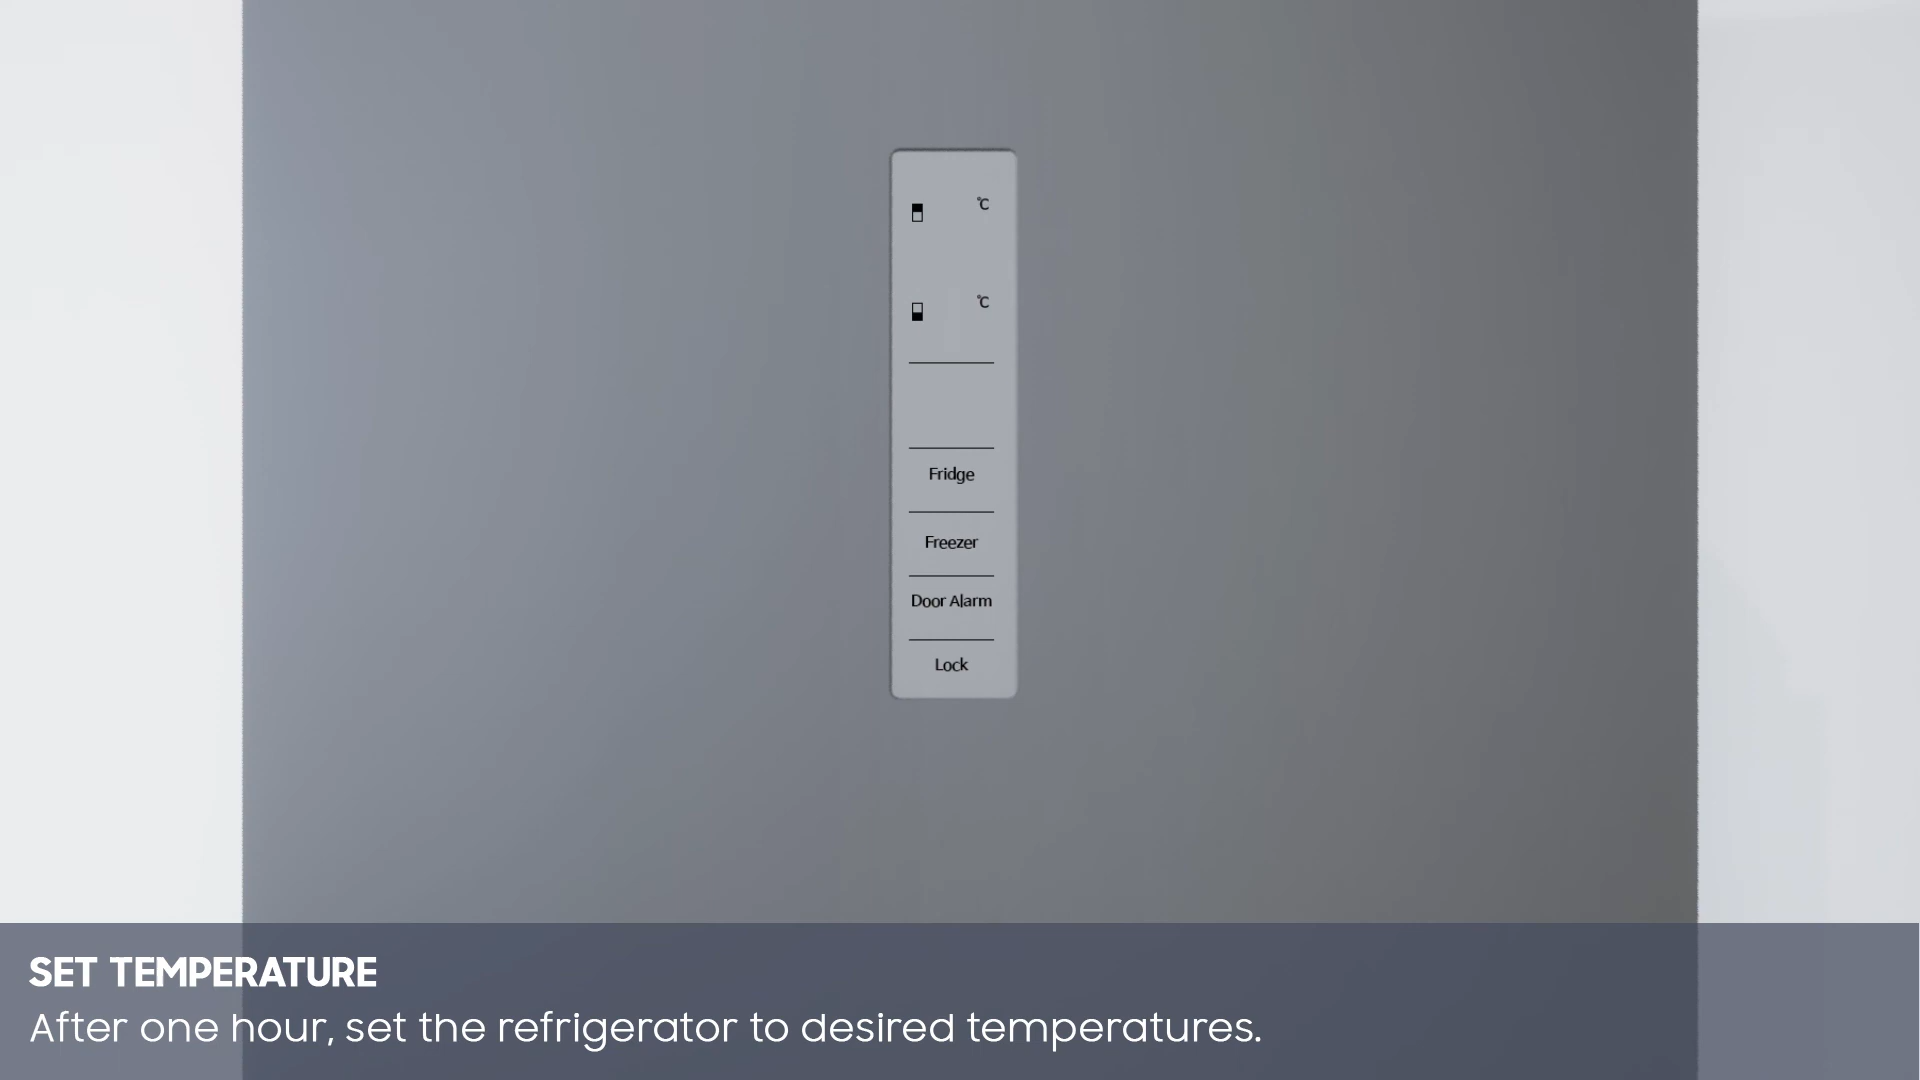 °C
°C
Fridge
Freezer
Door Alarm
Lock
SET TEMPERATURE
After one hour, set the refrigerator to desired temperatures.